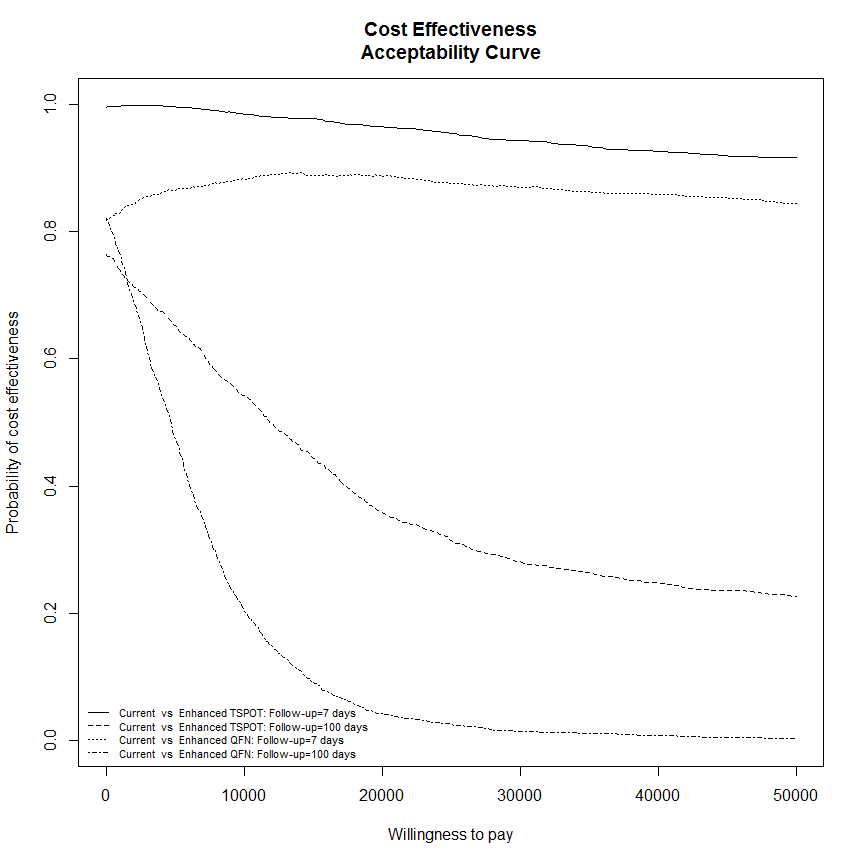 Cost Effectiveness
Acceptability Curve
Probability of cost effectiveness
1.0
0.8
0.6
0.4
0.2
0.0
Current vs Enhanced TSPOT: Follow-up=7 days
Current vs Enhanced TSPOT: Follow-up=100 days
Current vs Enhanced QFN: Follow-up=7 days
Current vs Enhanced QFN: Follow-up=100 days
0 10000 20000 30000 40000 50000
Willingness to pay